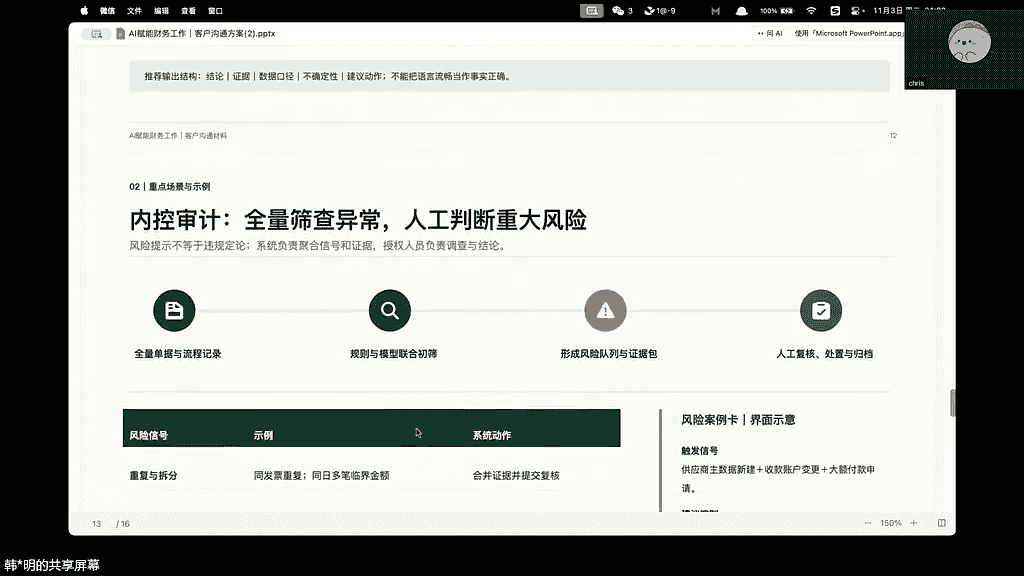 微信 文件 编辑 查看 窗口
3
1@·9
100%
11月3日
AI赋能财务工作｜客户沟通方案(2).pptx
问 AI
使用「Microsoft PowerPoint.app
chris
推荐输出结构：结论｜证据｜数据口径｜不确定性｜建议动作；不能把语言流畅当作事实正确。
AI赋能财务工作｜客户沟通材料
12
02｜重点场景与示例
内控审计：全量筛查异常，人工判断重大风险
风险提示不等于违规定论；系统负责聚合信号和证据，授权人员负责调查与结论。
全量单据与流程记录
规则与模型联合初筛
形成风险队列与证据包
人工复核、处置与归档
风险信号 示例 系统动作
重复与拆分 同发票重复；同日多笔临界金额 合并证据并提交复核
风险案例卡｜界面示意
触发信号
供应商主数据新建＋收款账户变更＋大额付款申
请。
13 / 16
150%
韩*明的共享屏幕